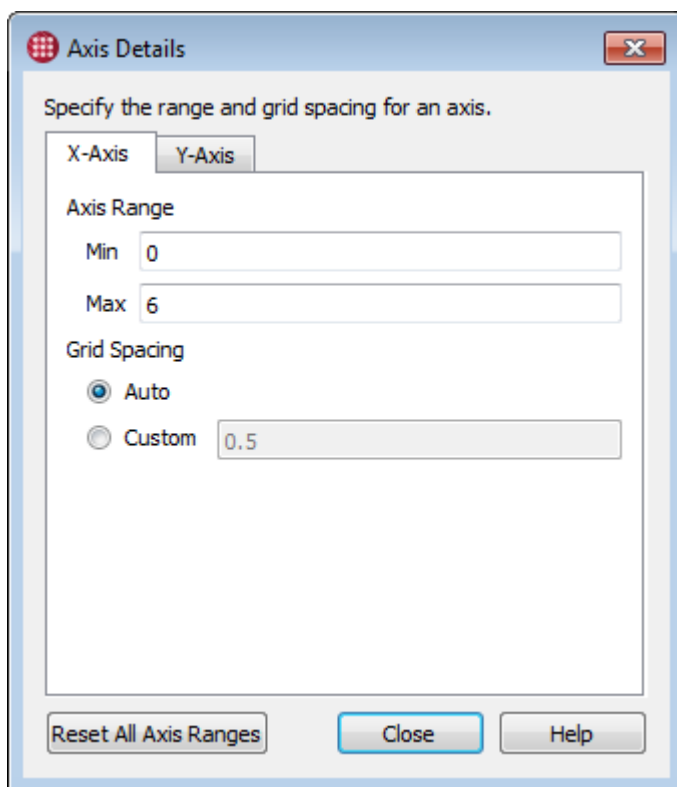 Axis Details
Specify the range and grid spacing for an axis.
X-Axis Y-Axis
Axis Range
Min 0
Max 6
Grid Spacing
Auto
Custom 0.5
Reset All Axis Ranges Close Help